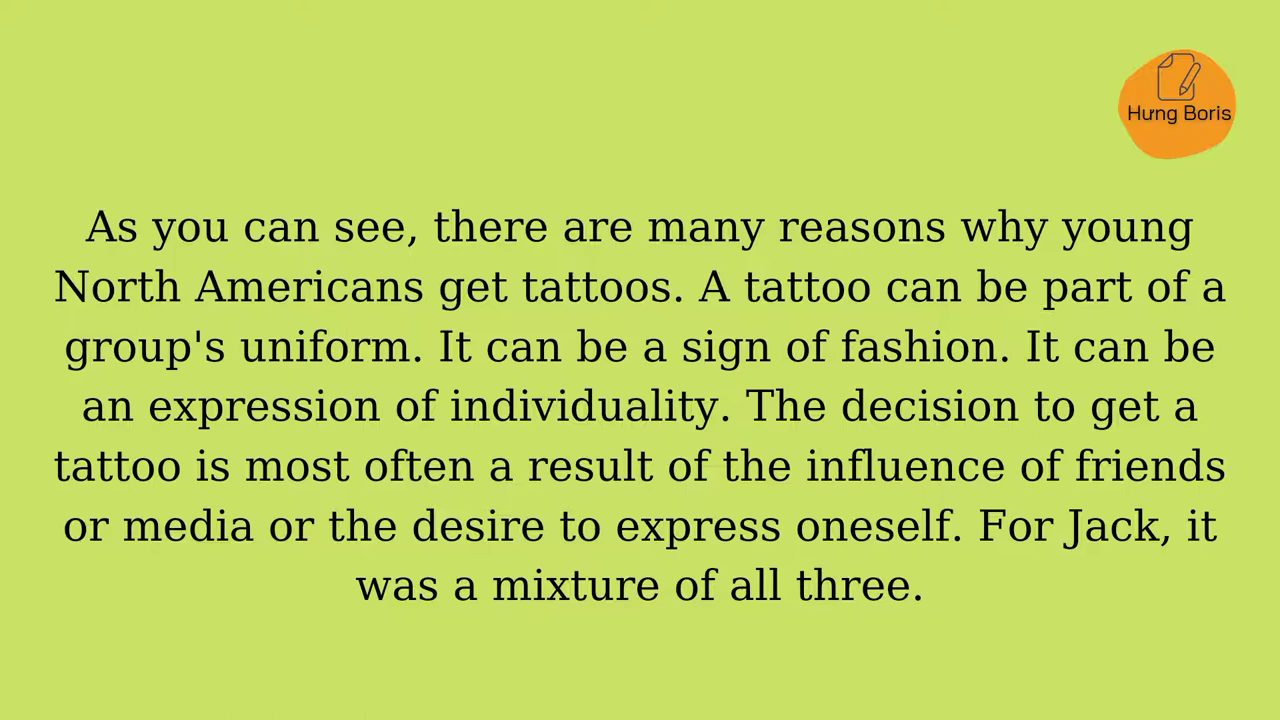 Hưng Boris
As you can see, there are many reasons why young
North Americans get tattoos. A tattoo can be part of a
group's uniform. It can be a sign of fashion. It can be
an expression of individuality. The decision to get a
tattoo is most often a result of the influence of friends
or media or the desire to express oneself. For Jack, it
was a mixture of all three.